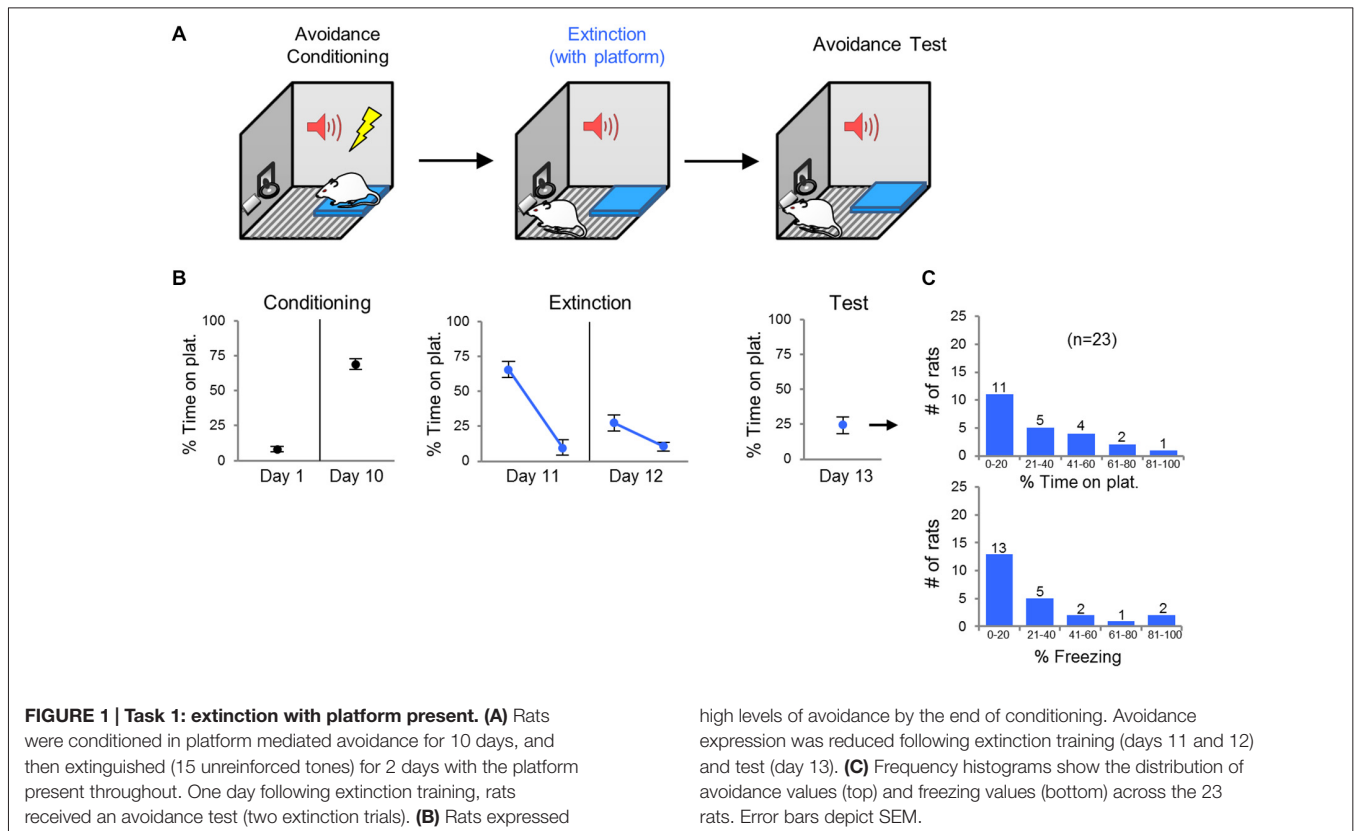 A
Avoidance
Conditioning
Extinction
(with platform)
Avoidance Test
B
Conditioning
% Time on plat.
100
75
50
25
0
Day 1
Day 10
Extinction
% Time on plat.
100
75
50
25
0
Day 11
Day 12
Test
% Time on plat.
100
75
50
25
0
Day 13
C
(n=23)
# of rats
25
20
15
10
5
0
11
5
4
2
1
0-20
21-40
41-60
61-80
81-100
% Time on plat.
# of rats
25
20
15
10
5
0
13
5
2
1
2
0-20
21-40
41-60
61-80
81-100
% Freezing
FIGURE 1 | Task 1: extinction with platform present. (A) Rats
were conditioned in platform mediated avoidance for 10 days, and
then extinguished (15 unreinforced tones) for 2 days with the platform
present throughout. One day following extinction training, rats
received an avoidance test (two extinction trials). (B) Rats expressed
high levels of avoidance by the end of conditioning. Avoidance
expression was reduced following extinction training (days 11 and 12)
and test (day 13). (C) Frequency histograms show the distribution of
avoidance values (top) and freezing values (bottom) across the 23
rats. Error bars depict SEM.